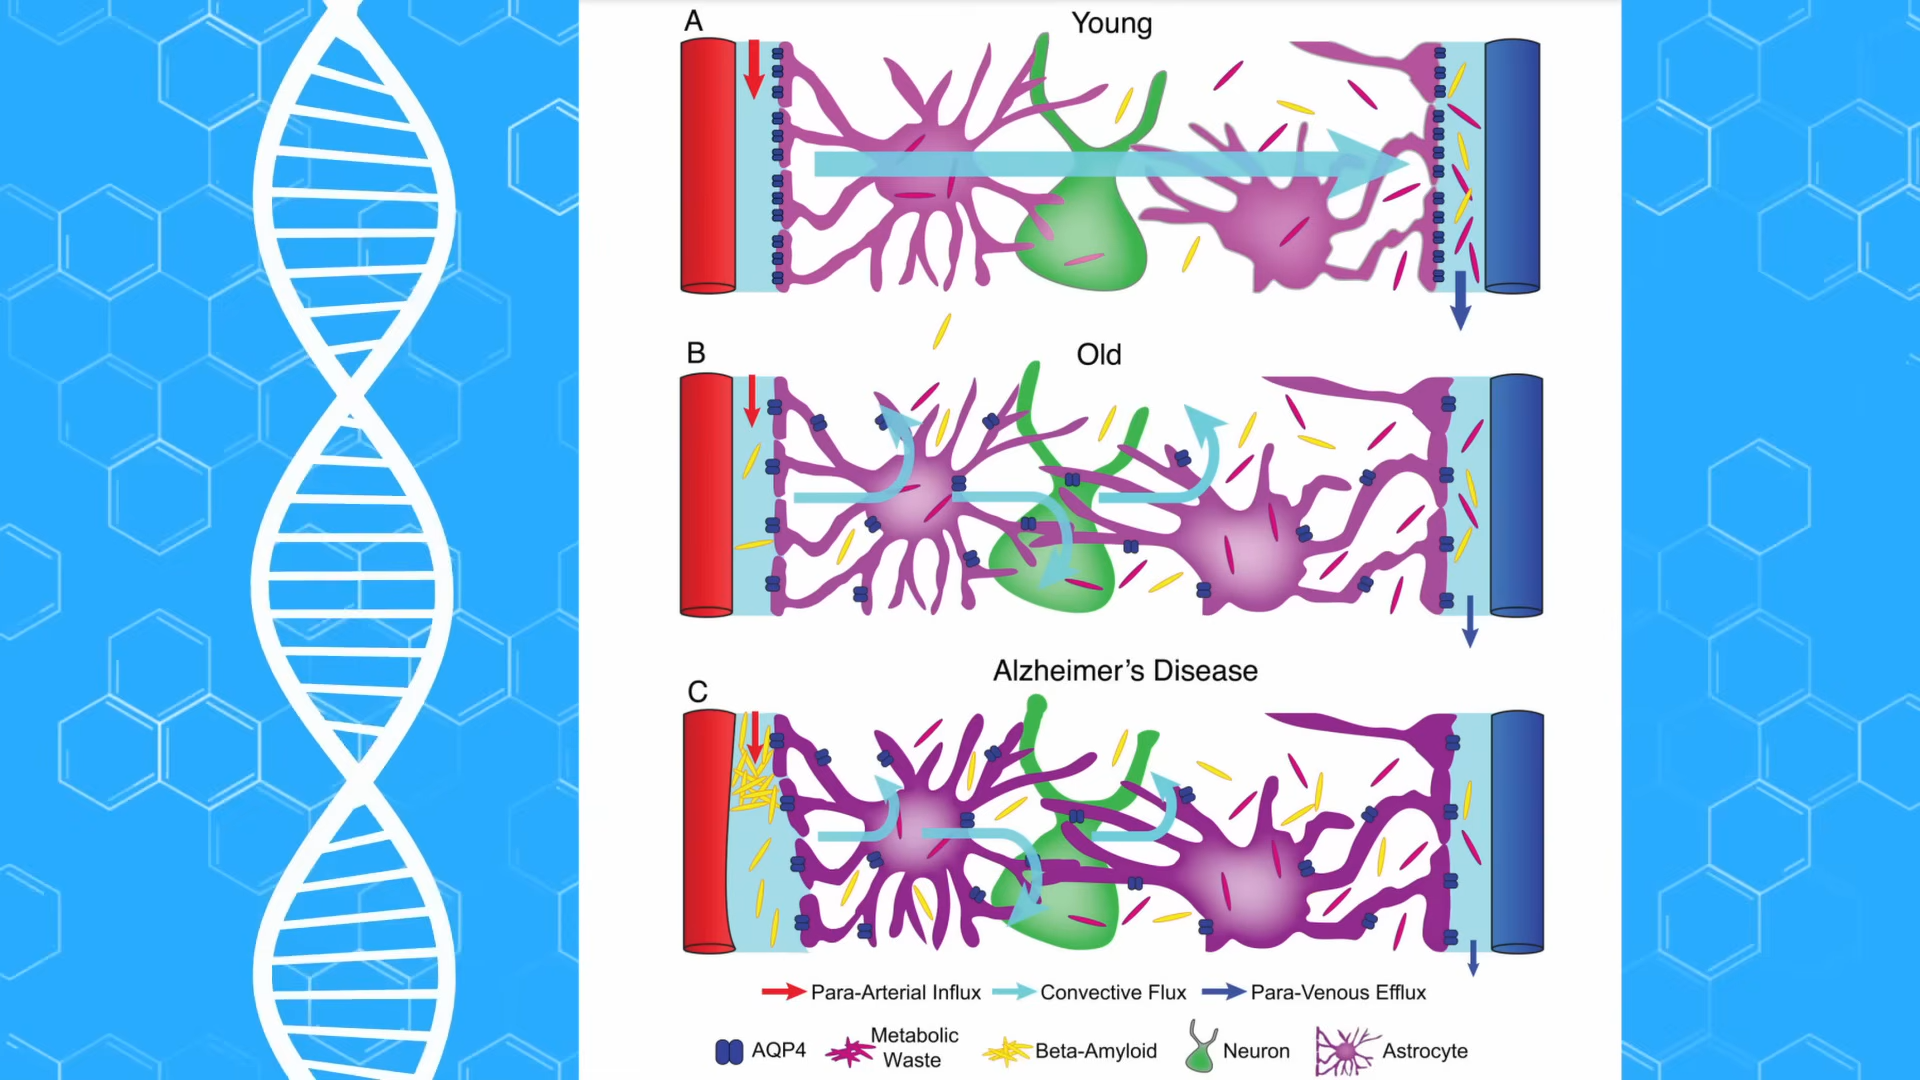 A
Young
B
Old
Alzheimer’s Disease
C
Para-Arterial Influx
Convective Flux
Para-Venous Efflux
AQP4
Metabolic
Waste
Beta-Amyloid
Neuron
Astrocyte